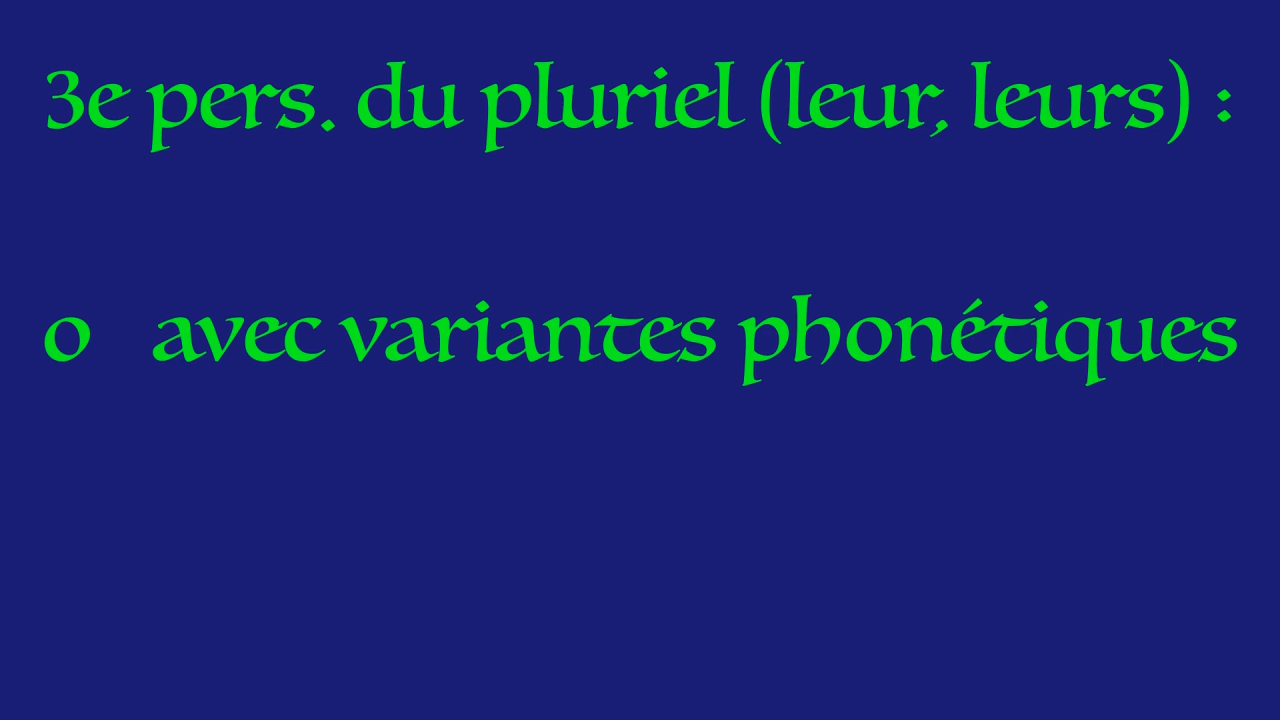 3e pers. du pluriel (leur, leurs) :
o avec variantes phonétiques